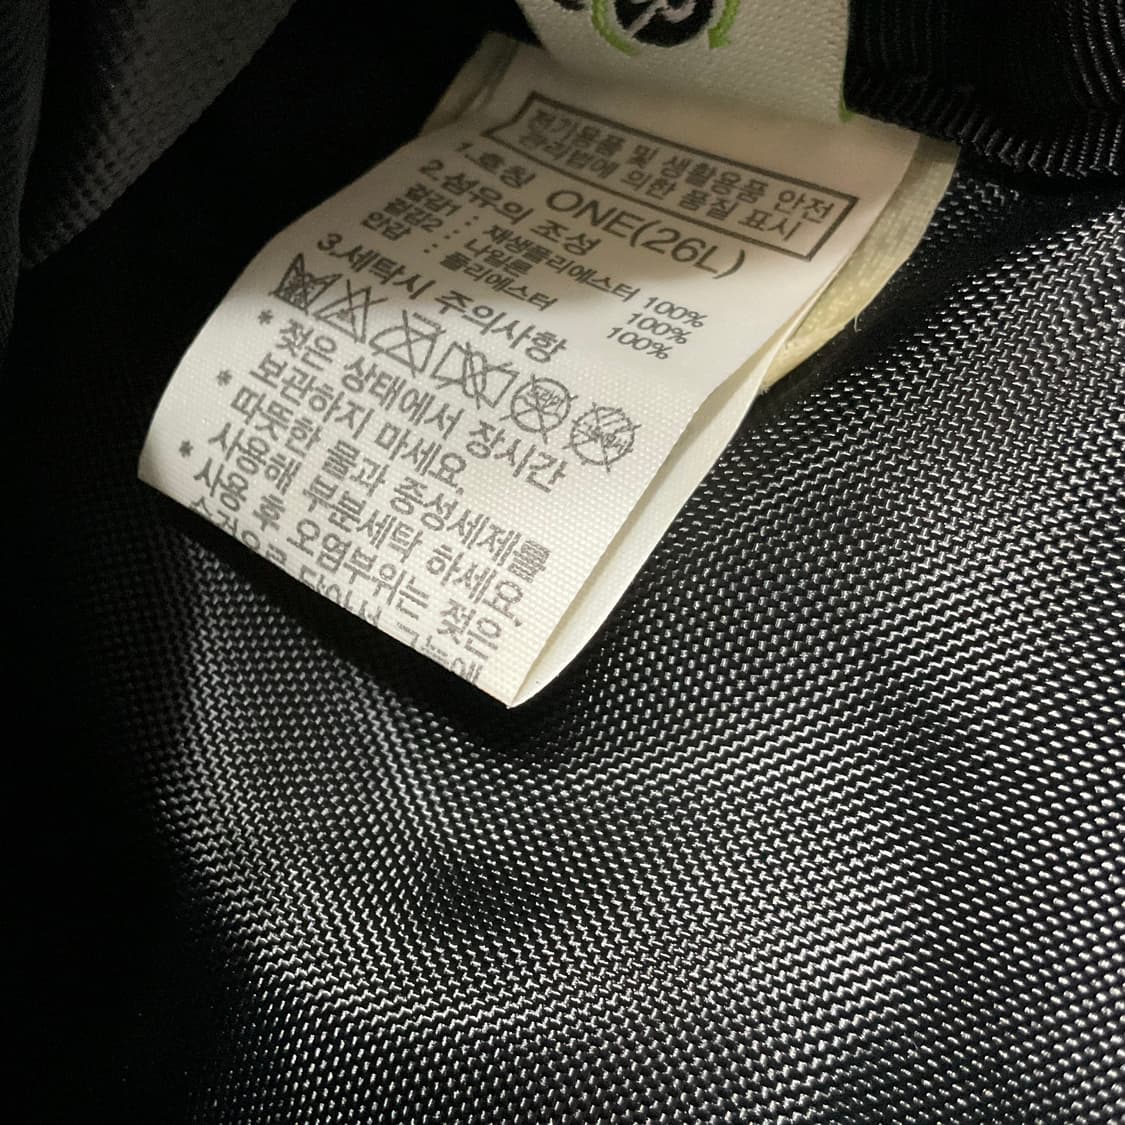 전기용품 및 생활용품 안전
관리법에 의한 품질 표시
1.호칭 ONE(26L)
2.섬유의 조성
겉감1 : 재생폴리에스터 100%
겉감2 : 나일론 100%
안감 : 폴리에스터 100%
3.세탁시 주의사항
* 젖은 상태에서 장시간
보관하지 마세요.
* 따뜻한 물과 중성세제를
사용해 부분세탁 하세요.
* 사용 후 오염부위는 젖은